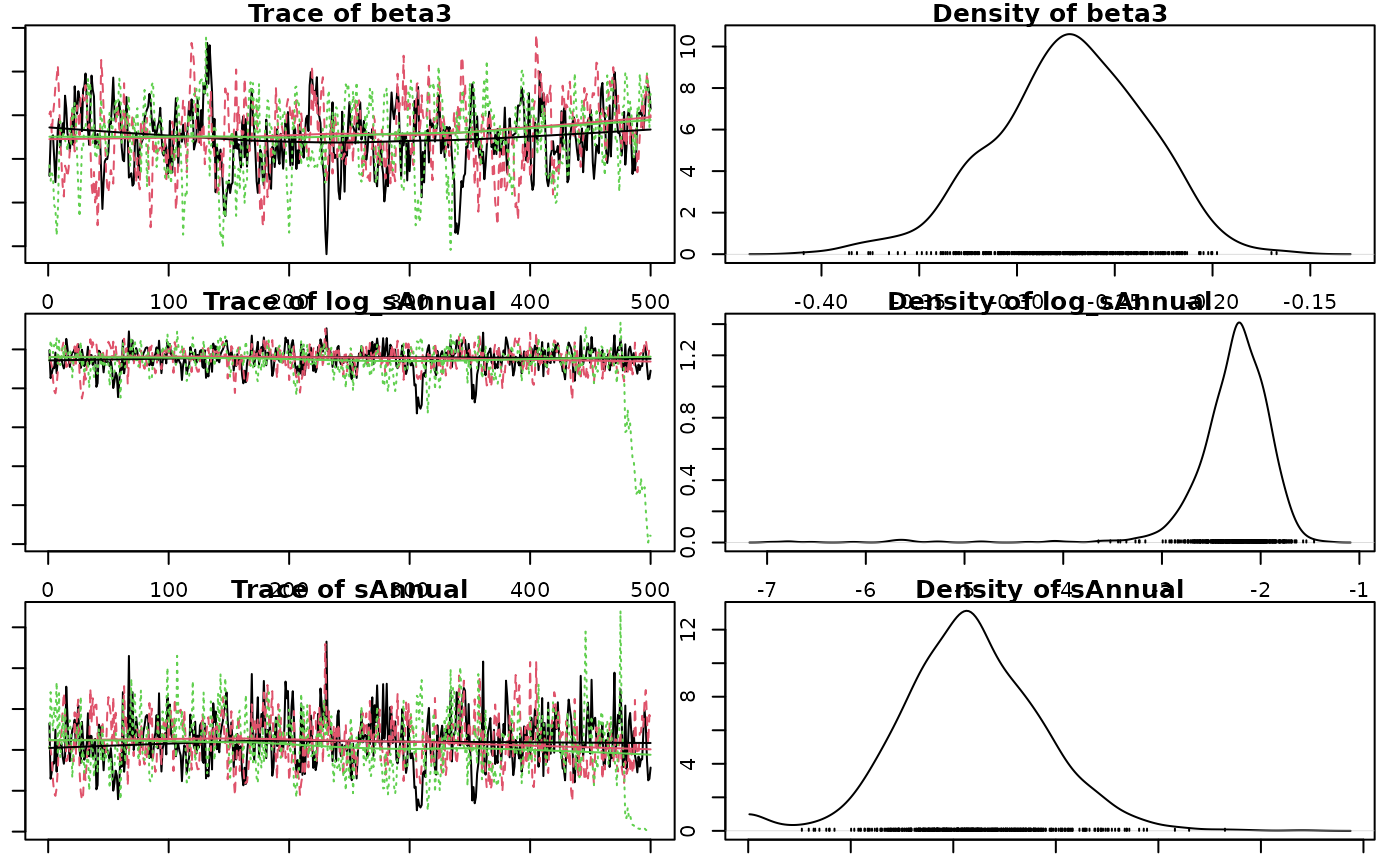 Trace of beta3
Density of beta3
0 2 4 6 8 10
0 100 200 300 400 500
-0.40 -0.35 -0.30 -0.25 -0.20 -0.15
Trace of log_sAnnual
Density of log_sAnnual
0.0 0.4 0.8 1.2
0 100 200 300 400 500
-7 -6 -5 -4 -3 -2 -1
Trace of sAnnual
Density of sAnnual
0 4 8 12